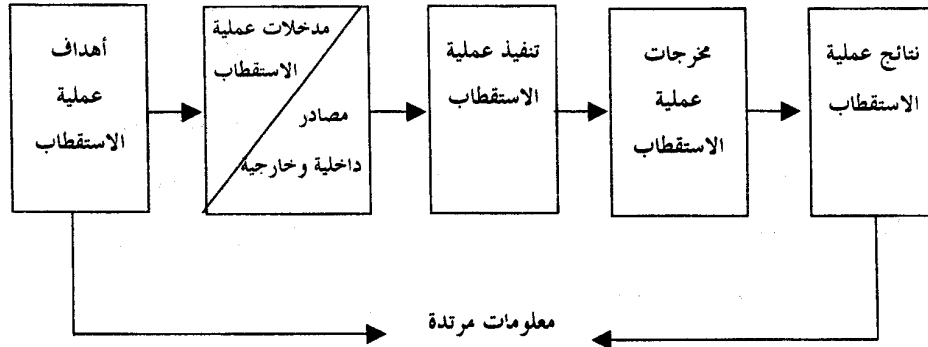 أهداف
عملية
الاستقطاب
مدخلات عملية
الاستقطاب
مصادر
داخلية وخارجية
تنفيذ عملية
الاستقطاب
مخرجات
عملية
الاستقطاب
نتائج عملية
الاستقطاب
معلومات مرتدة